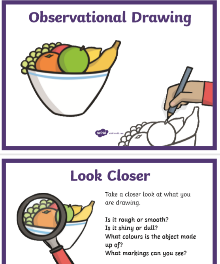 Observational Drawing
Look Closer
Take a closer look at what you
are drawing.
Is it rough or smooth?
Is it shiny or dull?
What colours is the object made
up of?
What markings can you see?